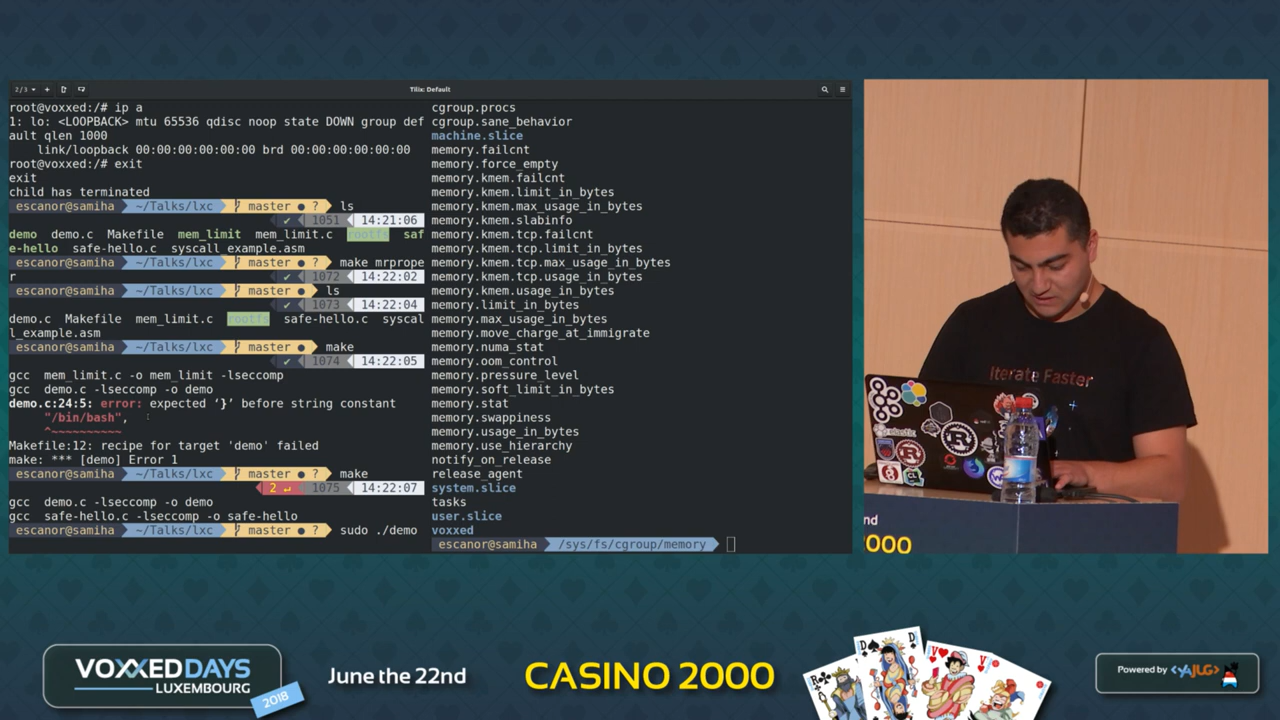 2/3
Tilix: Default
root@voxxed:/# ip a
1: lo: <LOOPBACK> mtu 65536 qdisc noop state DOWN group def
ault qlen 1000
link/loopback 00:00:00:00:00:00 brd 00:00:00:00:00:00
root@voxxed:/# exit
exit
child has terminated
escanor@samiha ~/Talks/lxc master ● ? ls
✔ 1051 14:21:06
demo demo.c Makefile mem_limit mem_limit.c rootfs saf
e-hello safe-hello.c syscall_example.asm
escanor@samiha ~/Talks/lxc master ● ? make mrprope
r ✔ 1072 14:22:02
escanor@samiha ~/Talks/lxc master ● ? ls
✔ 1073 14:22:04
demo.c Makefile mem_limit.c rootfs safe-hello.c syscal
l_example.asm
escanor@samiha ~/Talks/lxc master ● ? make
✔ 1074 14:22:05
gcc mem_limit.c -o mem_limit -lseccomp
gcc demo.c -lseccomp -o demo
demo.c:24:5: error: expected ‘}’ before string constant
"/bin/bash",
^~~~~~~~~~~
Makefile:12: recipe for target 'demo' failed
make: *** [demo] Error 1
escanor@samiha ~/Talks/lxc master ● ? make
2 ↵ 1075 14:22:07
gcc demo.c -lseccomp -o demo
gcc safe-hello.c -lseccomp -o safe-hello
escanor@samiha ~/Talks/lxc master ● ? sudo ./demo
cgroup.procs
cgroup.sane_behavior
machine.slice
memory.failcnt
memory.force_empty
memory.kmem.failcnt
memory.kmem.limit_in_bytes
memory.kmem.max_usage_in_bytes
memory.kmem.slabinfo
memory.kmem.tcp.failcnt
memory.kmem.tcp.limit_in_bytes
memory.kmem.tcp.max_usage_in_bytes
memory.kmem.tcp.usage_in_bytes
memory.kmem.usage_in_bytes
memory.limit_in_bytes
memory.max_usage_in_bytes
memory.move_charge_at_immigrate
memory.numa_stat
memory.oom_control
memory.pressure_level
memory.soft_limit_in_bytes
memory.stat
memory.swappiness
memory.usage_in_bytes
memory.use_hierarchy
notify_on_release
release_agent
system.slice
tasks
user.slice
voxxed
escanor@samiha /sys/fs/cgroup/memory
Iterate Faster
nd
000
VOXXED DAYS
LUXEMBOURG
2018
June the 22nd
CASINO 2000
D D
R V V
Powered by <YAJUG>